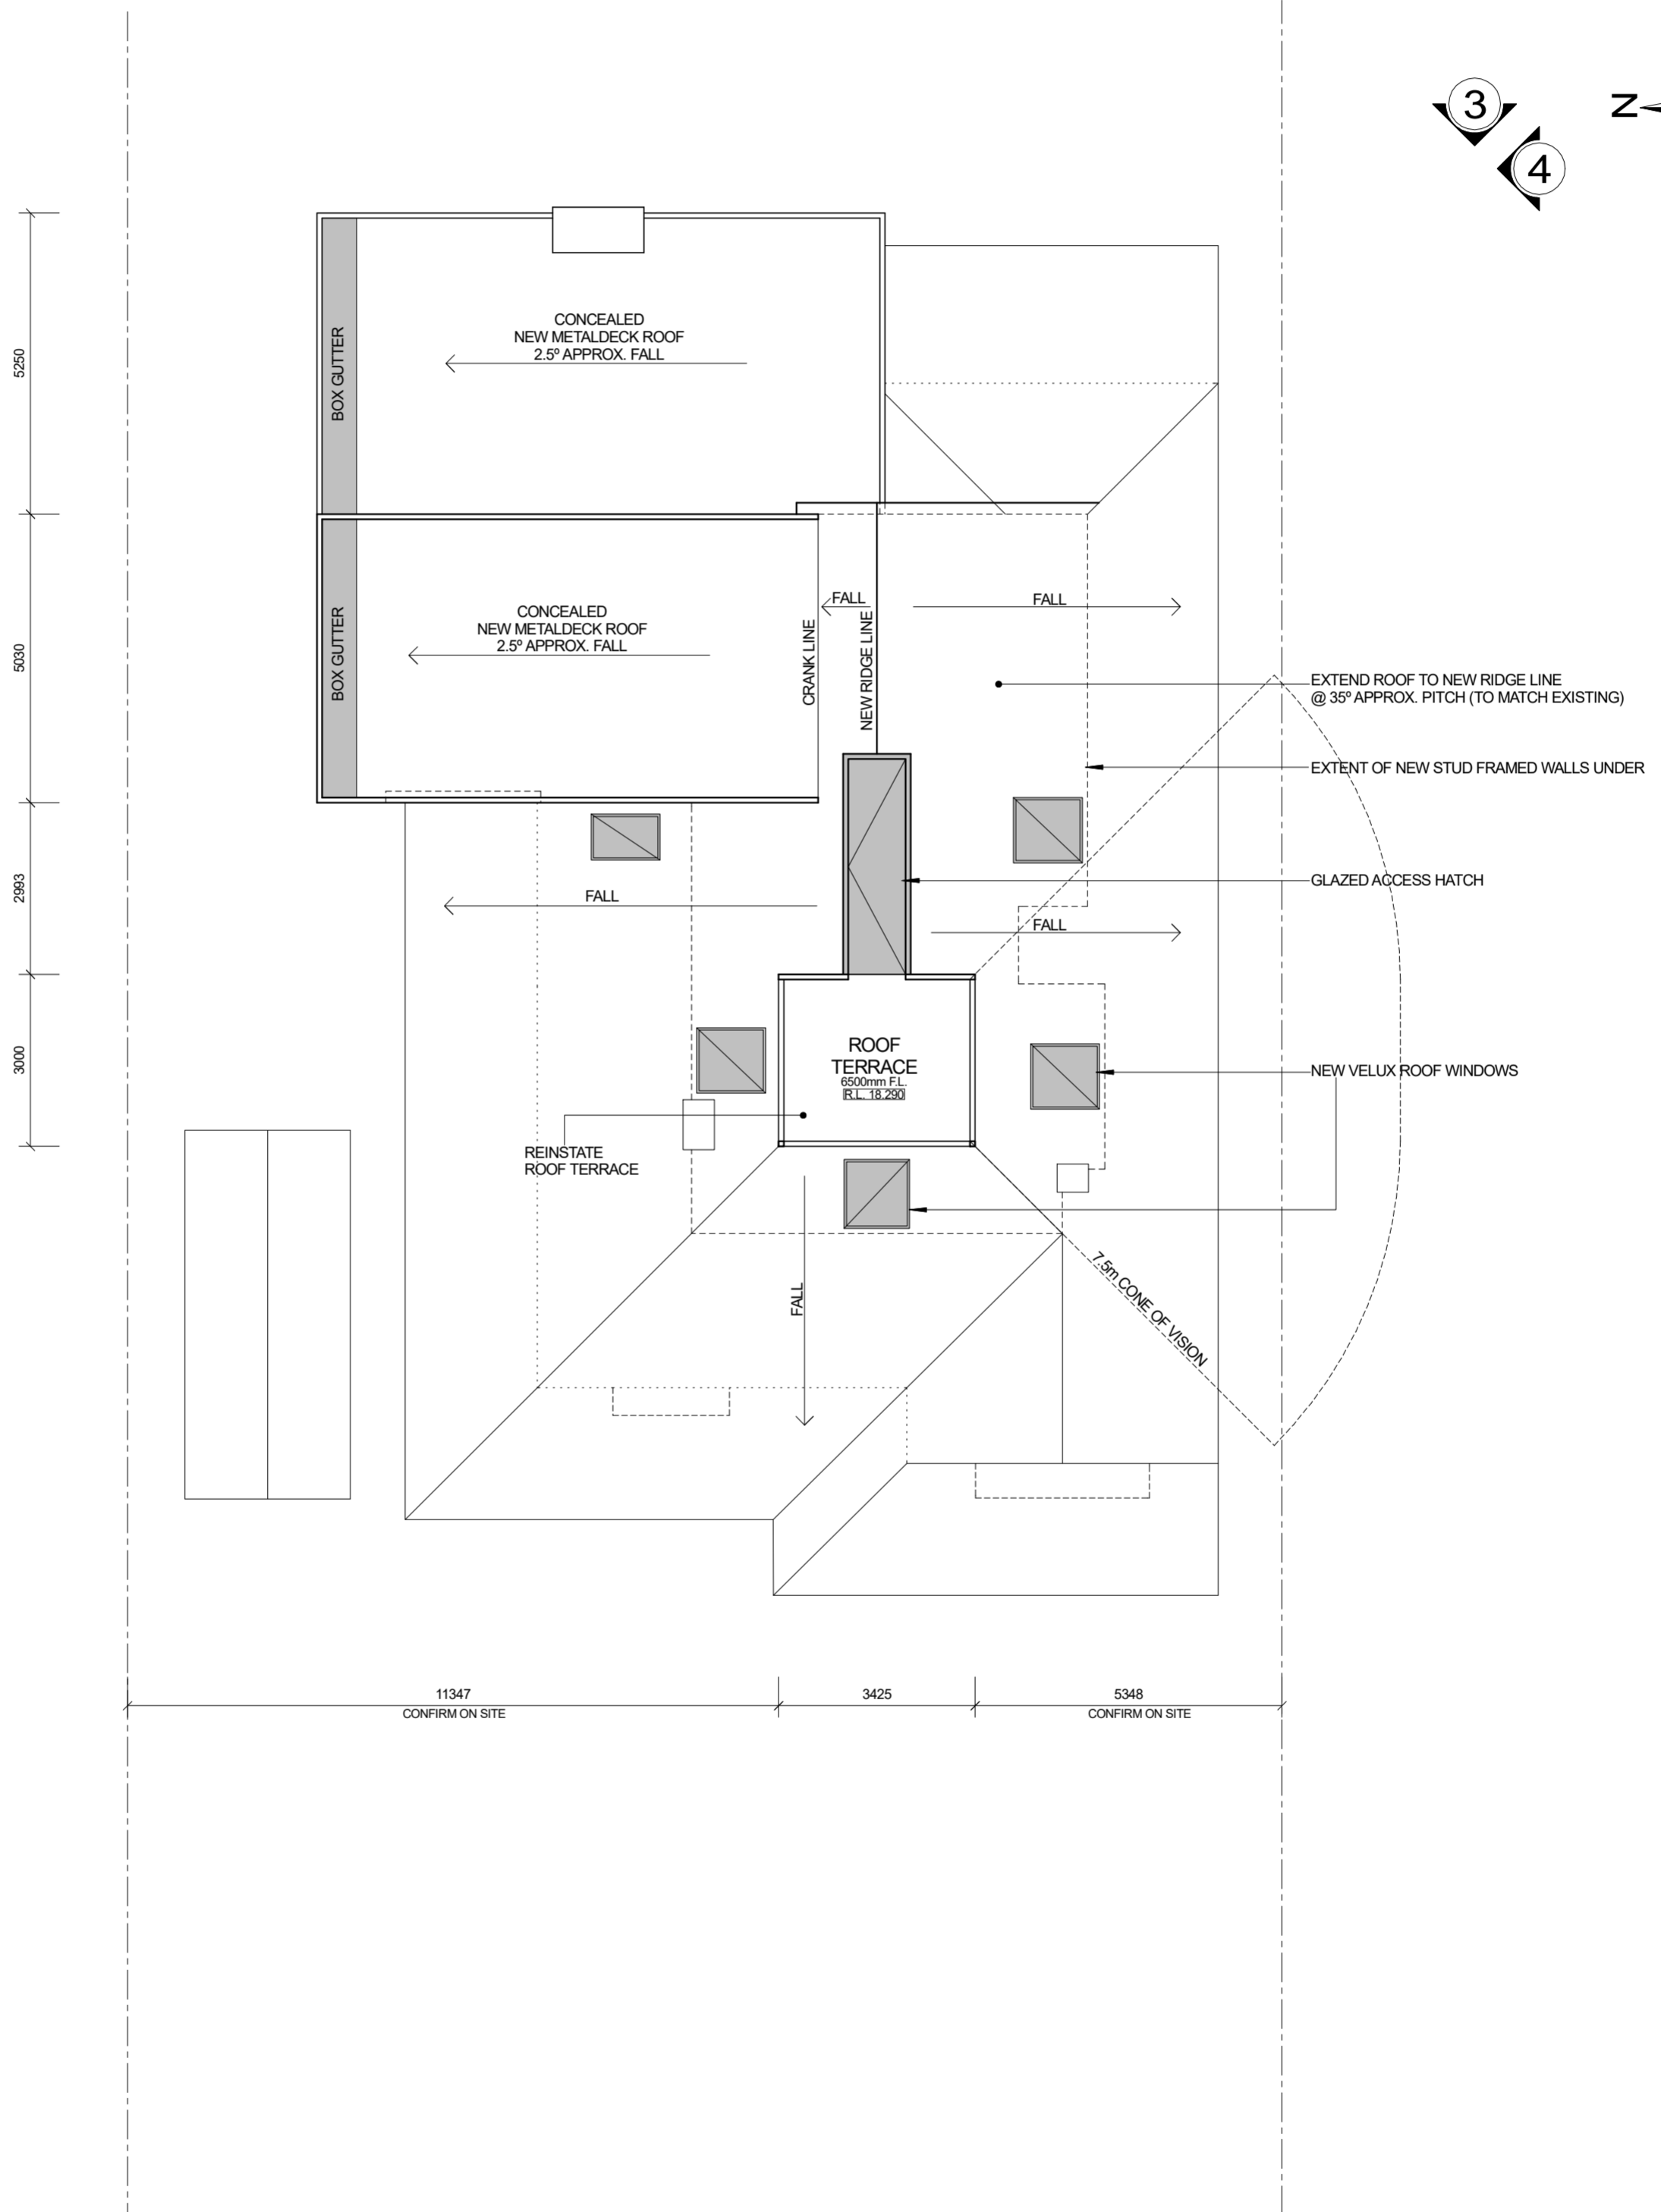 3
N
4
CONCEALED
NEW METALDECK ROOF
2.5º APPROX. FALL
BOX GUTTER
5250
CONCEALED
NEW METALDECK ROOF
2.5º APPROX. FALL
BOX GUTTER
5030
FALL
FALL
CRANK LINE
NEW RIDGE LINE
EXTEND ROOF TO NEW RIDGE LINE
@ 35º APPROX. PITCH (TO MATCH EXISTING)
EXTENT OF NEW STUD FRAMED WALLS UNDER
GLAZED ACCESS HATCH
2993
FALL
FALL
ROOF
TERRACE
6500mm F.L.
R.L. 18.290
3000
NEW VELUX ROOF WINDOWS
REINSTATE
ROOF TERRACE
FALL
7.5m CONE OF VISION
11347
CONFIRM ON SITE
3425
5348
CONFIRM ON SITE